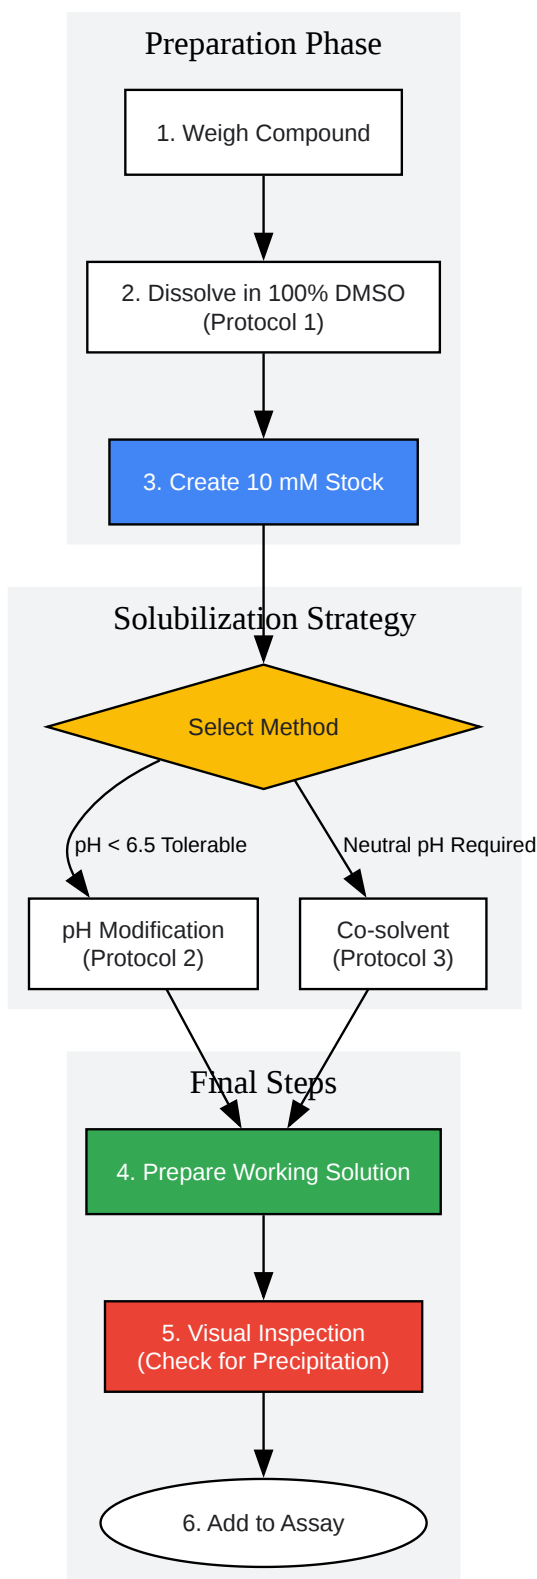 Preparation Phase
1. Weigh Compound
2. Dissolve in 100% DMSO
(Protocol 1)
3. Create 10 mM Stock
Solubilization Strategy
Select Method
pH < 6.5 Tolerable
Neutral pH Required
pH Modification
(Protocol 2)
Co-solvent
(Protocol 3)
Final Steps
4. Prepare Working Solution
5. Visual Inspection
(Check for Precipitation)
6. Add to Assay